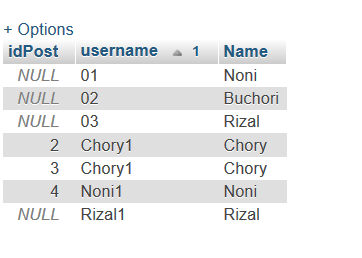 + Options
idPost username 1 Name
NULL 01 Noni
NULL 02 Buchori
NULL 03 Rizal
2 Chory1 Chory
3 Chory1 Chory
4 Noni1 Noni
NULL Rizal1 Rizal